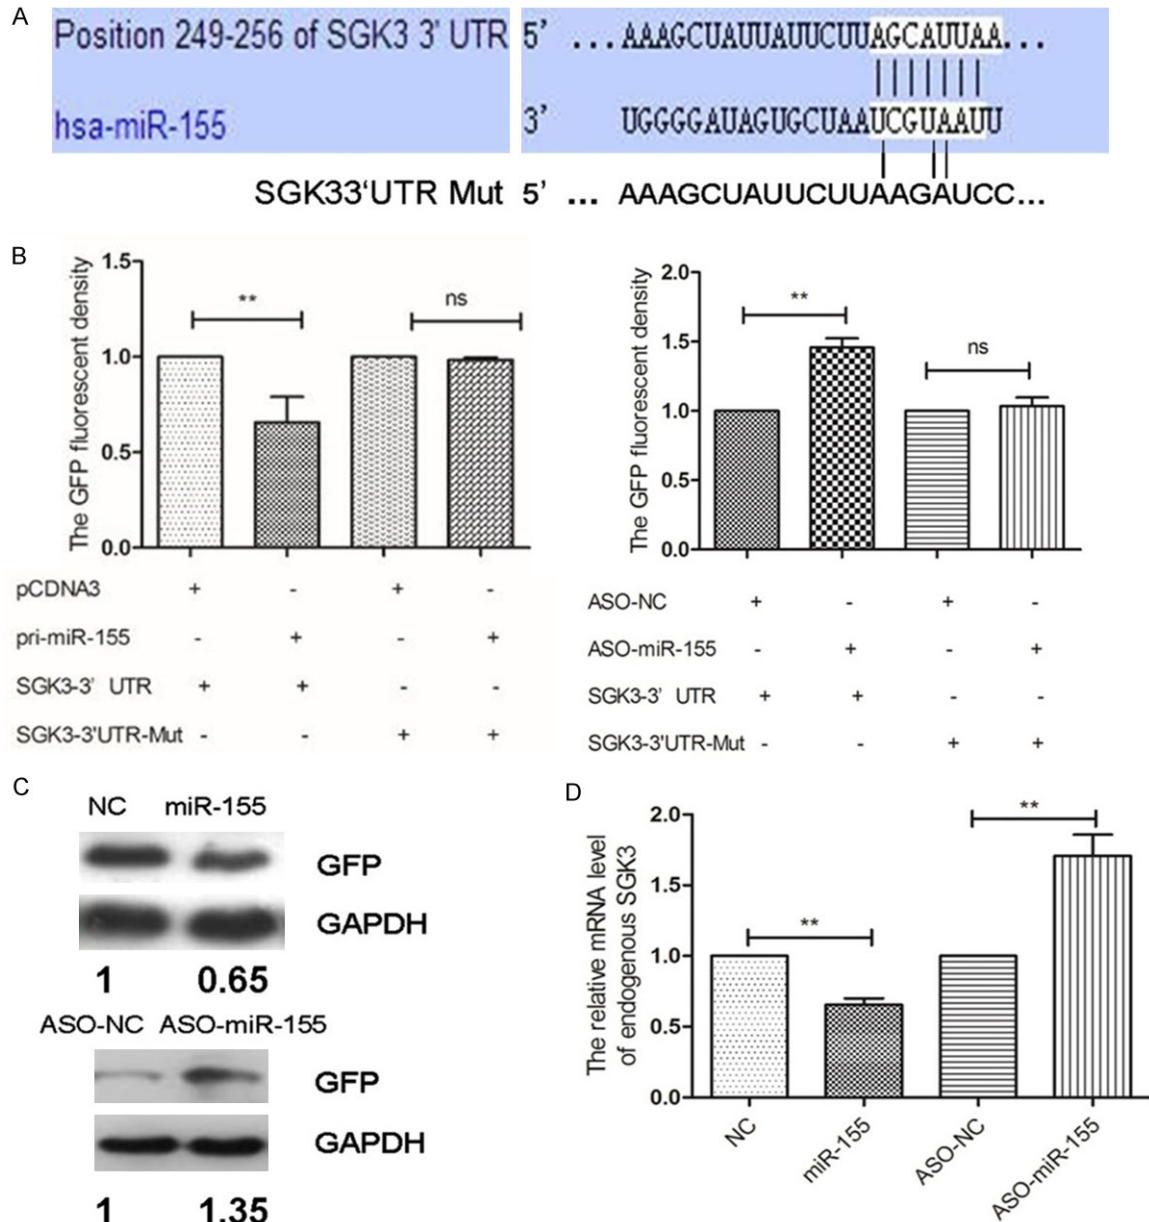 A
Position 249-256 of SGK3 3' UTR 5' ...AAAGCUAUUAUUCUUAGCAUUAA...
hsa-miR-155 3' UGGGGAUAGUGCUAAUCGUAAUU
SGK33'UTR Mut 5' ... AAAGCUAUUCUUAAGAUCC...
B
The GFP fluorescent density
1.5
1.0
0.5
0.0
**
ns
pCDNA3 + - + -
pri-miR-155 - + - +
SGK3-3' UTR + + - -
SGK3-3'UTR-Mut - - + +
The GFP fluorescent density
2.0
1.5
1.0
0.5
0.0
**
ns
ASO-NC + - + -
ASO-miR-155 - + - +
SGK3-3' UTR + + - -
SGK3-3'UTR-Mut - - + +
C
NC miR-155
GFP
GAPDH
1 0.65
ASO-NC ASO-miR-155
GFP
GAPDH
1 1.35
D
The relative mRNA level
of endogenous SGK3
2.0
1.5
1.0
0.5
0.0
**
**
NC
miR-155
ASO-NC
ASO-miR-155